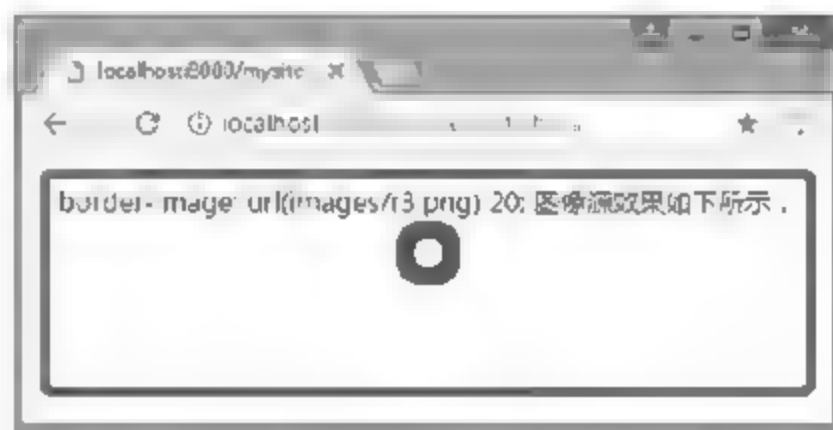 localhost:8000/mysite
localhost
border-image: url(images/r3.png) 20; 图像源效果如下所示。